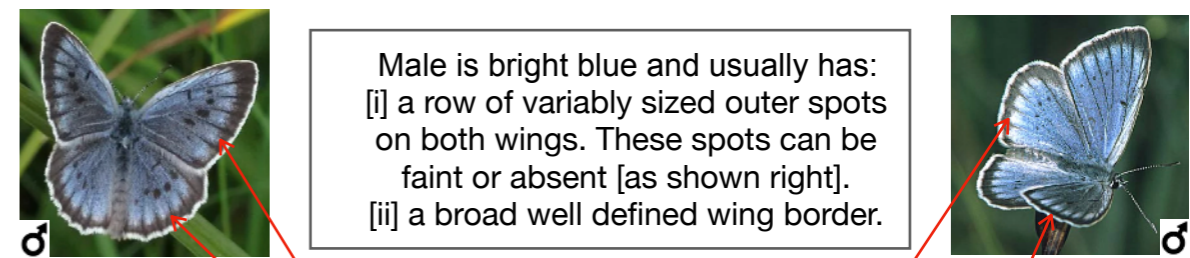 Male is bright blue and usually has:
[i] a row of variably sized outer spots
on both wings. These spots can be
faint or absent [as shown right].
[ii] a broad well defined wing border.
♂
♂